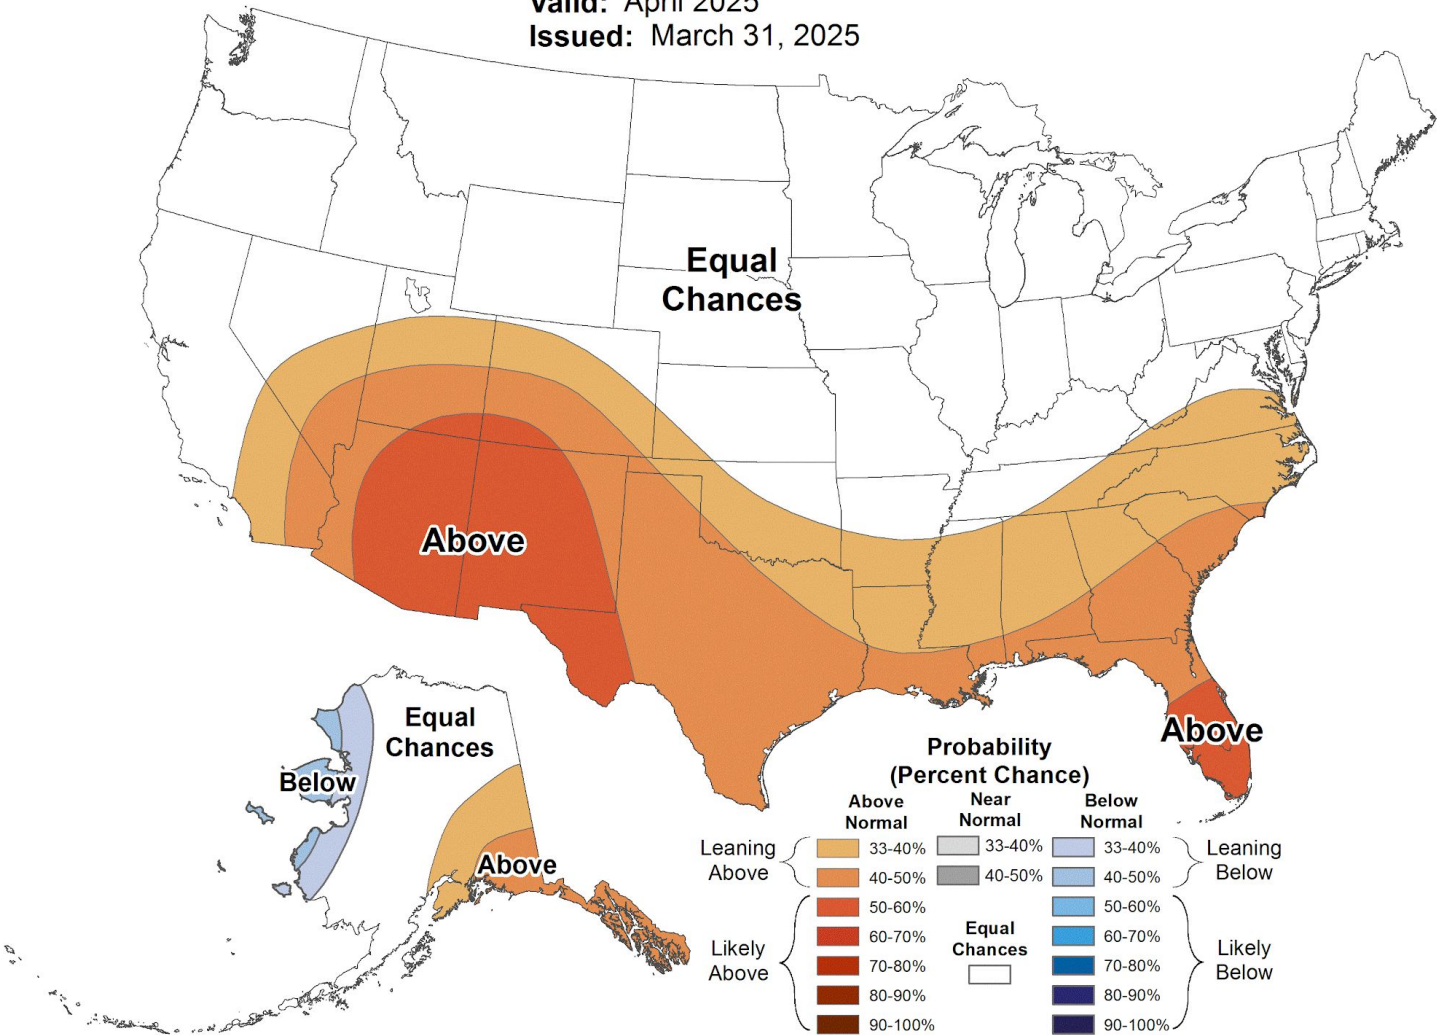 Valid: April 2025
Issued: March 31, 2025
Equal
Chances
Above
Above
Equal
Chances
Below
Above
Probability
(Percent Chance)
Above
Normal
Near
Normal
Below
Normal
Leaning
Above
33-40%
33-40%
33-40%
Leaning
Below
40-50%
40-50%
40-50%
Likely
Above
50-60%
50-60%
60-70%
Equal
Chances
60-70%
Likely
Below
70-80%
70-80%
80-90%
80-90%
90-100%
90-100%